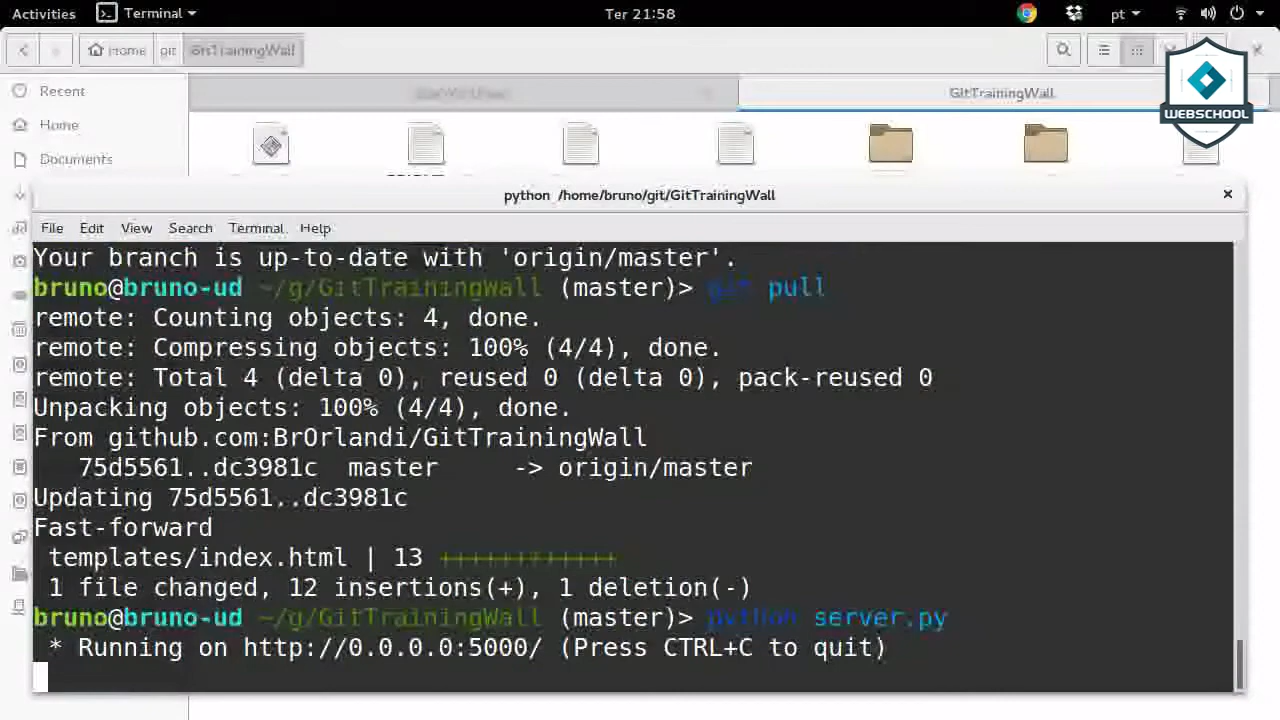 Activities Terminal Ter 21:58 pt
Home git GitTrainingWall
GitTrainingWall
WEBSCHOOL
Recent
Home
Documents
python /home/bruno/git/GitTrainingWall
File Edit View Search Terminal Help
Your branch is up-to-date with 'origin/master'.
bruno@bruno-ud ~/g/GitTrainingWall (master)> git pull
remote: Counting objects: 4, done.
remote: Compressing objects: 100% (4/4), done.
remote: Total 4 (delta 0), reused 0 (delta 0), pack-reused 0
Unpacking objects: 100% (4/4), done.
From github.com:BrOrlandi/GitTrainingWall
75d5561..dc3981c master -> origin/master
Updating 75d5561..dc3981c
Fast-forward
templates/index.html | 13 ++++++++++++-
1 file changed, 12 insertions(+), 1 deletion(-)
bruno@bruno-ud ~/g/GitTrainingWall (master)> python server.py
* Running on http://0.0.0.0:5000/ (Press CTRL+C to quit)